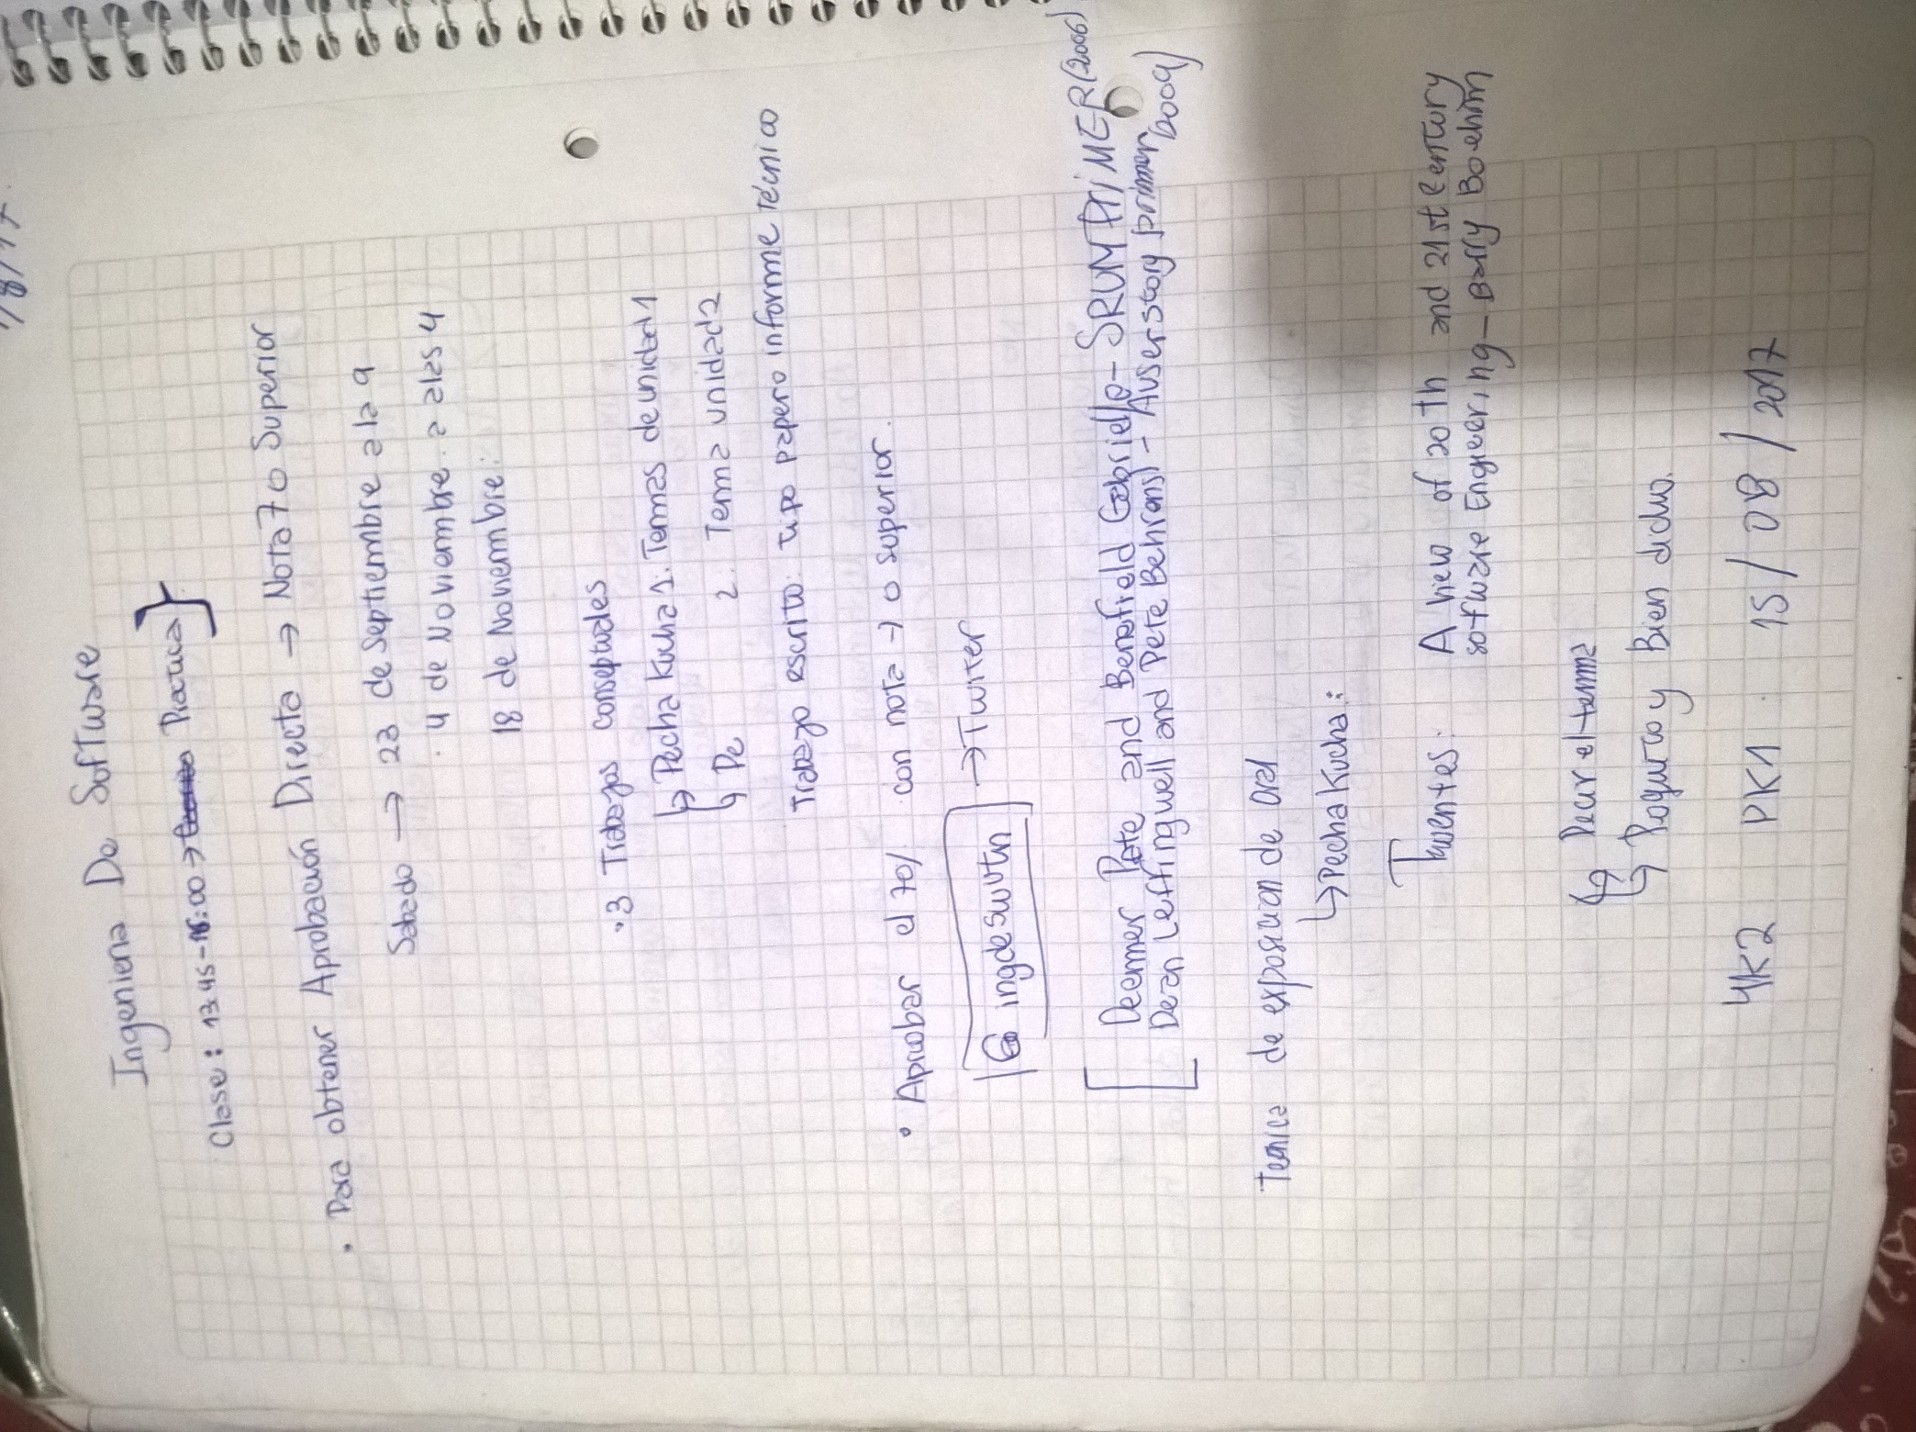 1/8/17.
Ingenieria De Software
Clase: 13:45-16:00 → Practica }
• Para obtener Aprobación Directa → Nota 7 o Superior
Sabado → 23 de Septiembre a la 9
4 de Noviembre. a alas 4
18 de Noviembre:
• 3 Trabajos conseptuales
↳ Pecha Kucha 1: Temas de unidad 1
↳ Pe 2. Tema unidad 2
Trabajo escrito: tipo paper o informe técnico
• Aprobar el 70% con nota 7 o superior.
@ ingdeswutn → Twiter
Deemer Pete and Benefield Gabrielle - SRUM PRIMER (2006)
Dean Leffingwell and Pete Behrens) - A user story primer (2009)
Tecnica de exposicion de oral
↳ Pecha Kucha:
Fuentes: A view of 20th and 21st Century
software Engieering - Barry Boehm
↳ Decir el tema
↳ Poquito y Bien dicho.
4K2 PK1 15/08/2017